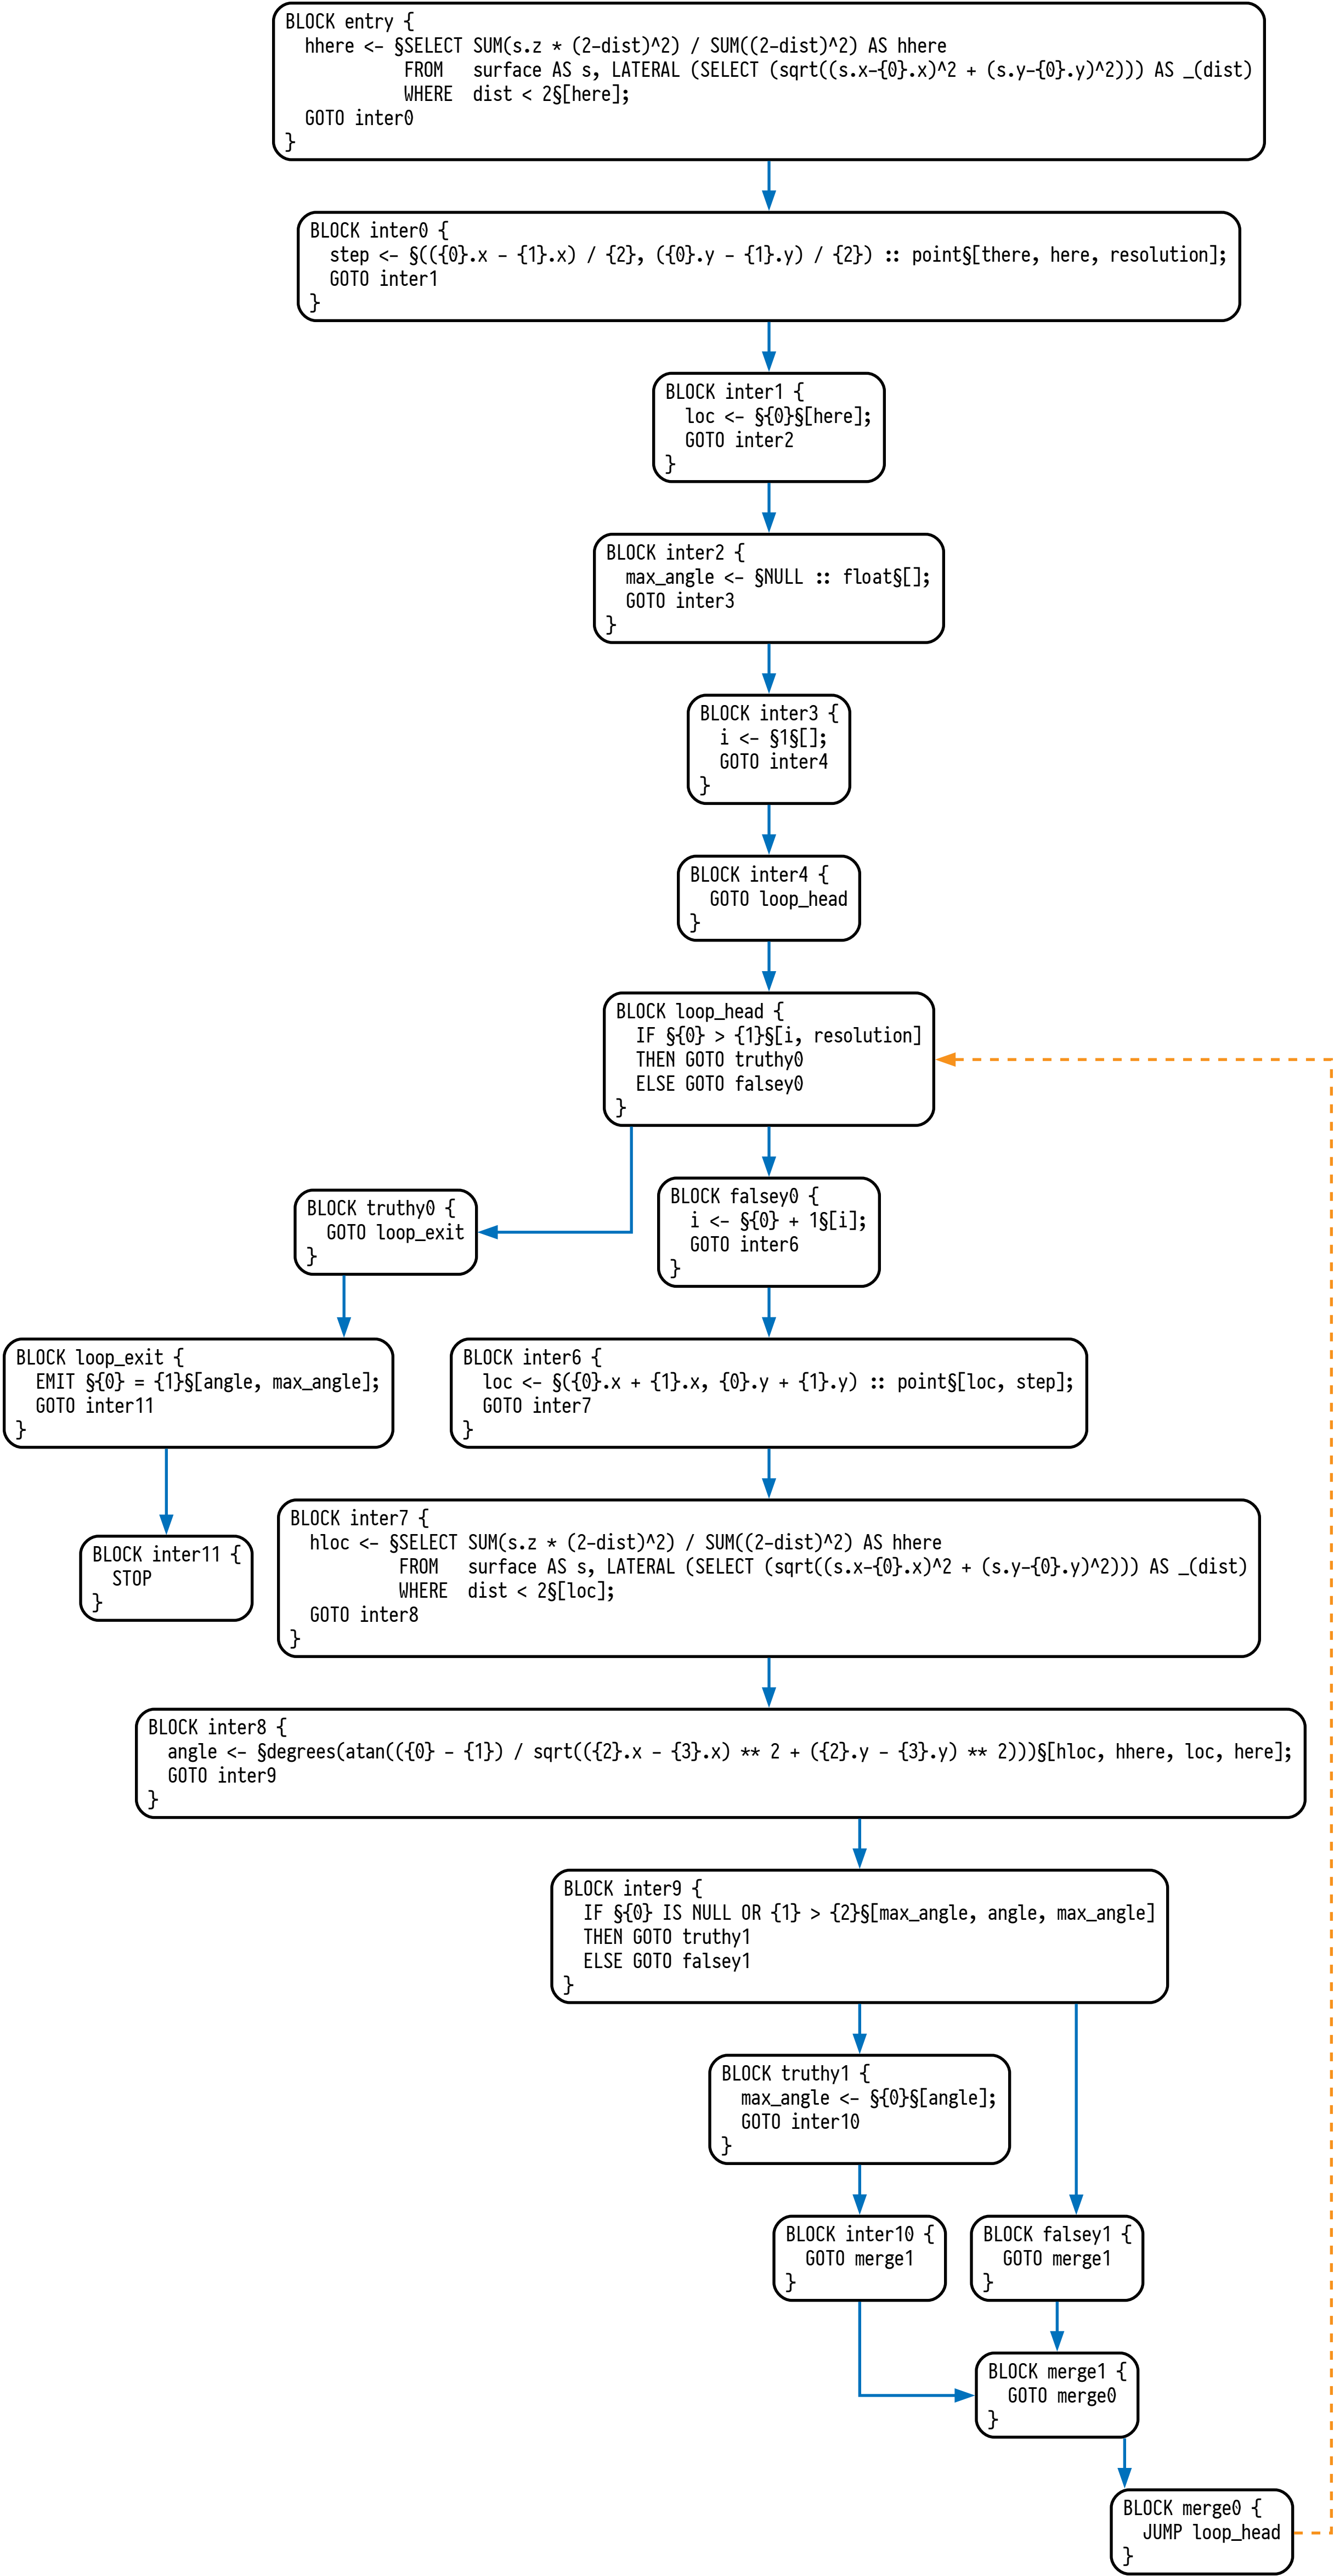 BLOCK entry {
  hhere <- §SELECT SUM(s.z * (2-dist)^2) / SUM((2-dist)^2) AS hhere
            FROM   surface AS s, LATERAL (SELECT (sqrt((s.x-{0}.x)^2 + (s.y-{0}.y)^2))) AS _(dist)
            WHERE  dist < 2§[here];
  GOTO inter0
}
BLOCK inter0 {
  step <- §(({0}.x - {1}.x) / {2}, ({0}.y - {1}.y) / {2}) :: point§[there, here, resolution];
  GOTO inter1
}
BLOCK inter1 {
  loc <- §{0}§[here];
  GOTO inter2
}
BLOCK inter2 {
  max_angle <- §NULL :: float§[];
  GOTO inter3
}
BLOCK inter3 {
  i <- §1§[];
  GOTO inter4
}
BLOCK inter4 {
  GOTO loop_head
}
BLOCK loop_head {
  IF §{0} > {1}§[i, resolution]
  THEN GOTO truthy0
  ELSE GOTO falsey0
}
BLOCK truthy0 {
  GOTO loop_exit
}
BLOCK falsey0 {
  i <- §{0} + 1§[i];
  GOTO inter6
}
BLOCK loop_exit {
  EMIT §{0} = {1}§[angle, max_angle];
  GOTO inter11
}
BLOCK inter6 {
  loc <- §({0}.x + {1}.x, {0}.y + {1}.y) :: point§[loc, step];
  GOTO inter7
}
BLOCK inter11 {
  STOP
}
BLOCK inter7 {
  hloc <- §SELECT SUM(s.z * (2-dist)^2) / SUM((2-dist)^2) AS hhere
           FROM   surface AS s, LATERAL (SELECT (sqrt((s.x-{0}.x)^2 + (s.y-{0}.y)^2))) AS _(dist)
           WHERE  dist < 2§[loc];
  GOTO inter8
}
BLOCK inter8 {
  angle <- §degrees(atan(({0} - {1}) / sqrt(({2}.x - {3}.x) ** 2 + ({2}.y - {3}.y) ** 2)))§[hloc, hhere, loc, here];
  GOTO inter9
}
BLOCK inter9 {
  IF §{0} IS NULL OR {1} > {2}§[max_angle, angle, max_angle]
  THEN GOTO truthy1
  ELSE GOTO falsey1
}
BLOCK truthy1 {
  max_angle <- §{0}§[angle];
  GOTO inter10
}
BLOCK inter10 {
  GOTO merge1
}
BLOCK falsey1 {
  GOTO merge1
}
BLOCK merge1 {
  GOTO merge0
}
BLOCK merge0 {
  JUMP loop_head
}